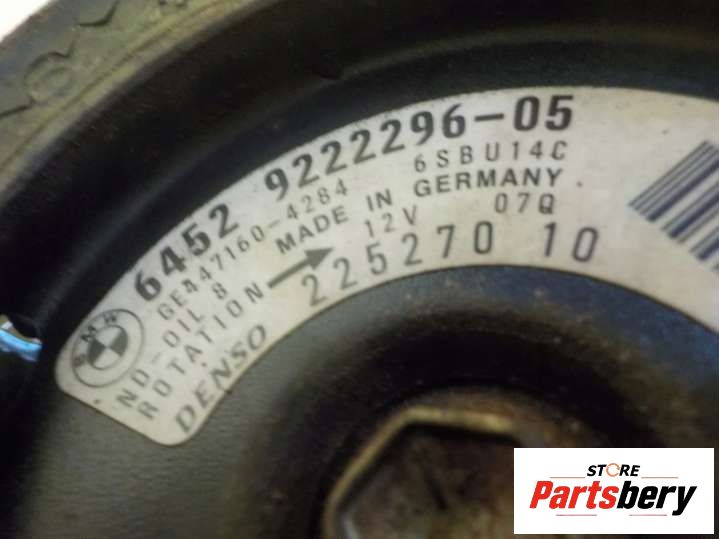 6452 9222296-05
GE447160-4284 6SBU14C
ND-OIL 8 MADE IN GERMANY
ROTATION 12V 07Q
DENSO 225270 10
BMW
STORE
Partsbery